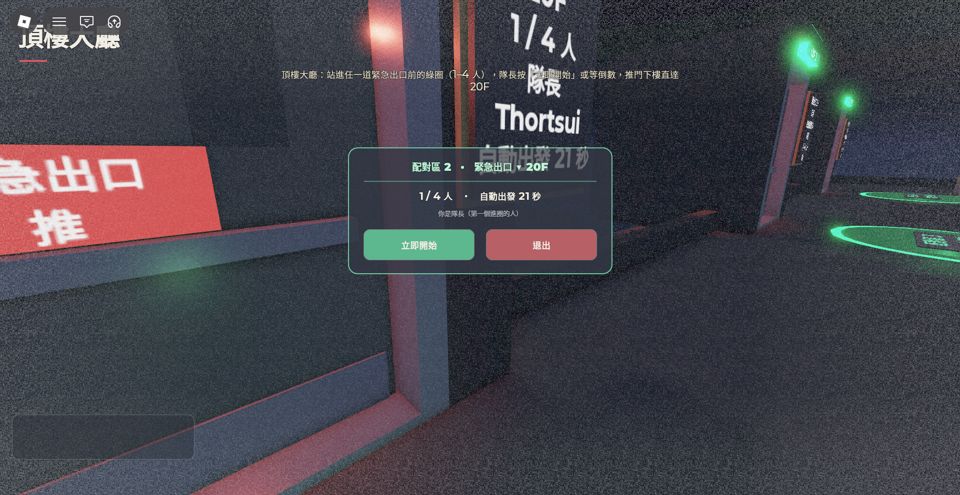 頂樓大廳
頂樓大廳：站進任一道緊急出口前的綠圈（1–4 人），隊長按「立即開始」或等倒數，推門下樓直達
20F
20F
1/4 人
隊長
Thortsui
自動出發 21 秒
急出口
推
配對區 2 • 緊急出口 • 20F
1 / 4 人 • 自動出發 21 秒
你是隊長（第一個進圈的人）
立即開始
退出